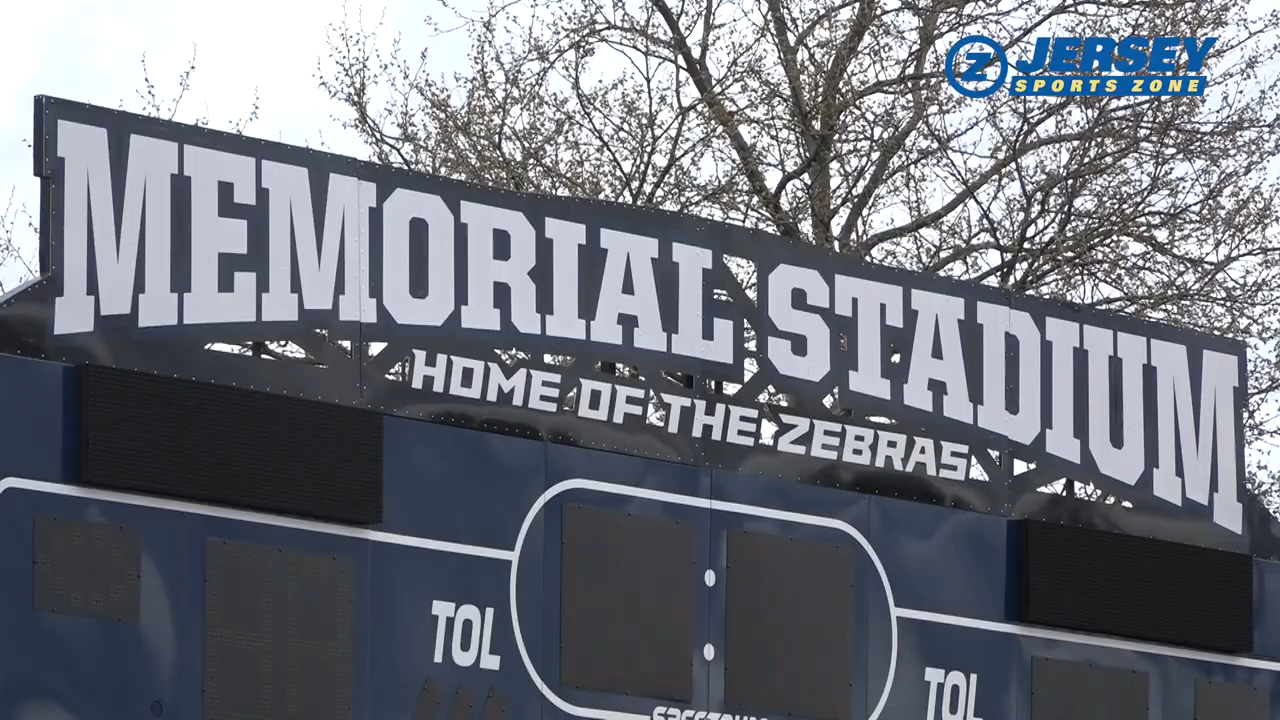 Z JERSEY
SPORTS ZONE
MEMORIAL STADIUM
HOME OF THE ZEBRAS
TOL
TOL